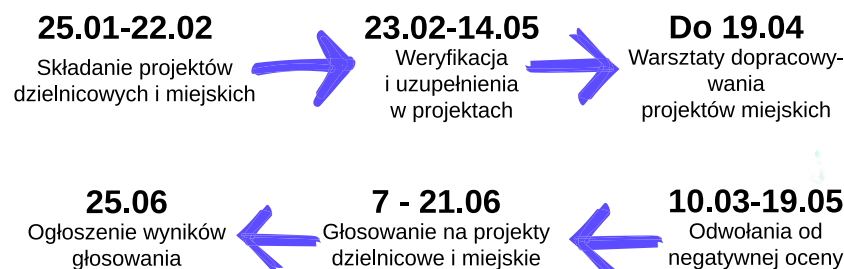 25.01-22.02
Składanie projektów
dzielnicowych i miejskich
23.02-14.05
Weryfikacja
i uzupełnienia
w projektach
Do 19.04
Warsztaty dopracowy-
wania
projektów miejskich
10.03-19.05
Odwołania od
negatywnej oceny
7 - 21.06
Głosowanie na projekty
dzielnicowe i miejskie
25.06
Ogłoszenie wyników
głosowania